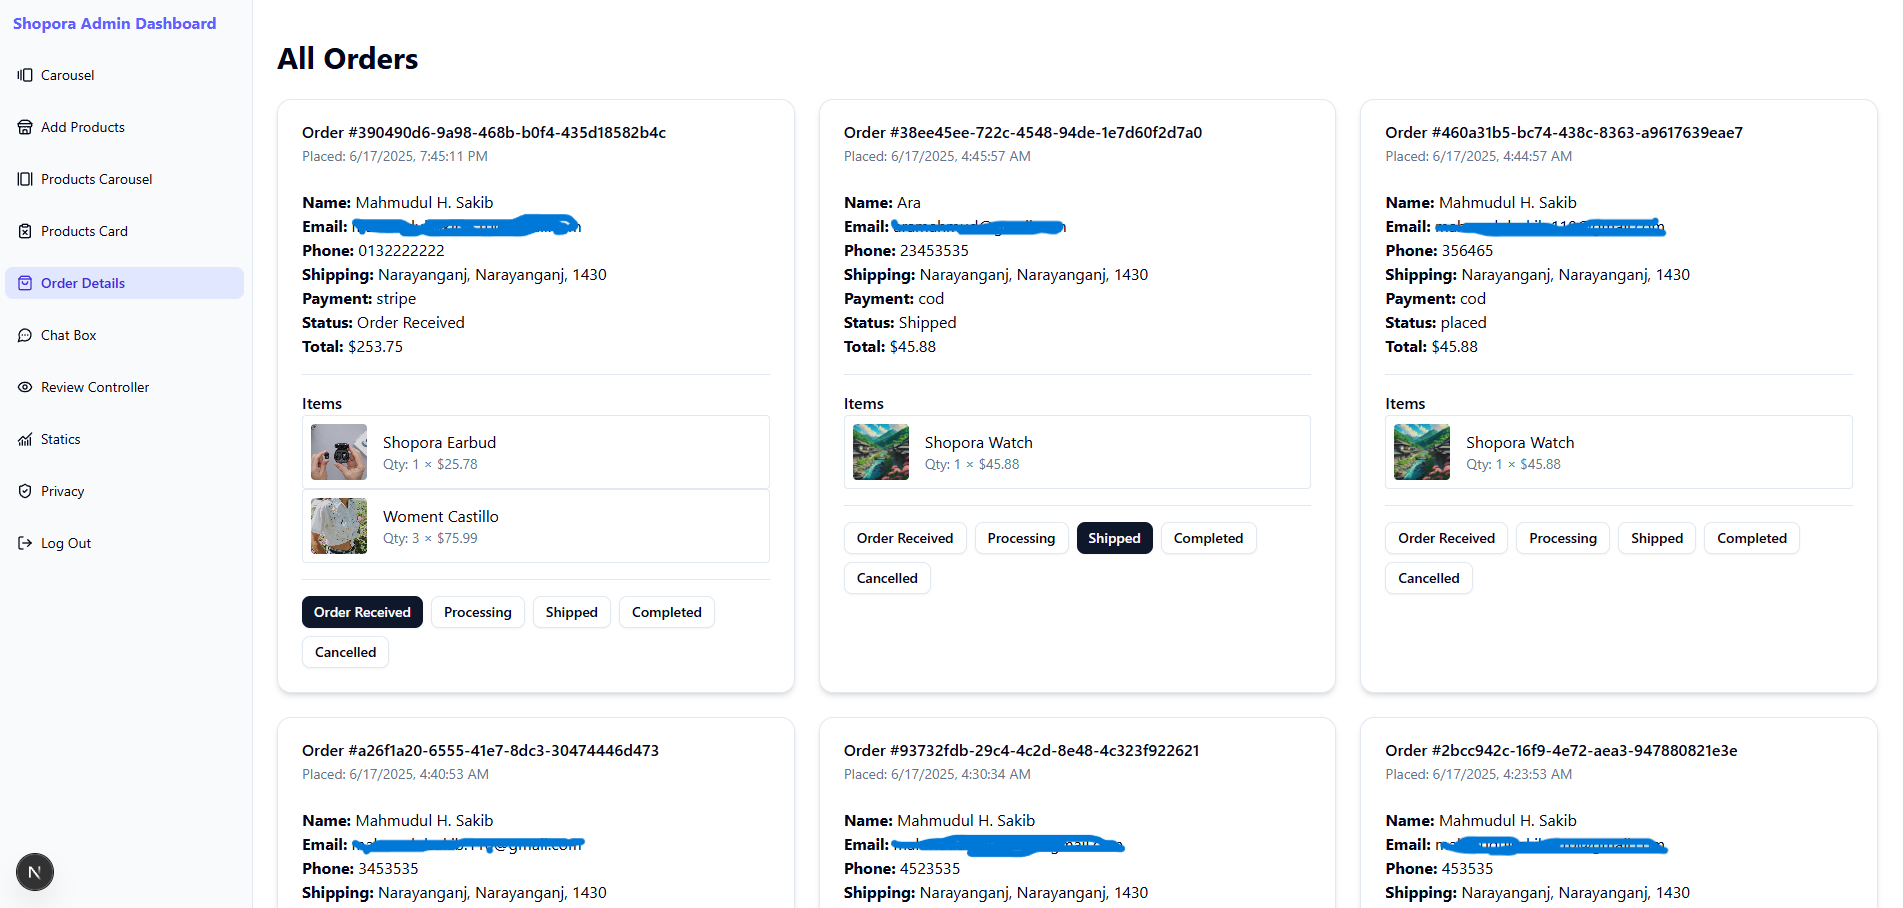 Shopora Admin Dashboard
Carousel
Add Products
Products Carousel
Products Card
Order Details
Chat Box
Review Controller
Statics
Privacy
Log Out
N
All Orders
Order #390490d6-9a98-468b-b0f4-435d18582b4c
Placed: 6/17/2025, 7:45:11 PM
Name: Mahmudul H. Sakib
Email:
Phone: 0132222222
Shipping: Narayanganj, Narayanganj, 1430
Payment: stripe
Status: Order Received
Total: $253.75
Items
Shopora Earbud
Qty: 1 × $25.78
Woment Castillo
Qty: 3 × $75.99
Order Received
Processing
Shipped
Completed
Cancelled
Order #38ee45ee-722c-4548-94de-1e7d60f2d7a0
Placed: 6/17/2025, 4:45:57 AM
Name: Ara
Email:
Phone: 23453535
Shipping: Narayanganj, Narayanganj, 1430
Payment: cod
Status: Shipped
Total: $45.88
Items
Shopora Watch
Qty: 1 × $45.88
Order Received
Processing
Shipped
Completed
Cancelled
Order #460a31b5-bc74-438c-8363-a9617639eae7
Placed: 6/17/2025, 4:44:57 AM
Name: Mahmudul H. Sakib
Email:
Phone: 356465
Shipping: Narayanganj, Narayanganj, 1430
Payment: cod
Status: placed
Total: $45.88
Items
Shopora Watch
Qty: 1 × $45.88
Order Received
Processing
Shipped
Completed
Cancelled
Order #a26f1a20-6555-41e7-8dc3-30474446d473
Placed: 6/17/2025, 4:40:53 AM
Name: Mahmudul H. Sakib
Email:
Phone: 3453535
Shipping: Narayanganj, Narayanganj, 1430
Order #93732fdb-29c4-4c2d-8e48-4c323f922621
Placed: 6/17/2025, 4:30:34 AM
Name: Mahmudul H. Sakib
Email:
Phone: 4523535
Shipping: Narayanganj, Narayanganj, 1430
Order #2bcc942c-16f9-4e72-aea3-947880821e3e
Placed: 6/17/2025, 4:23:53 AM
Name: Mahmudul H. Sakib
Email:
Phone: 453535
Shipping: Narayanganj, Narayanganj, 1430